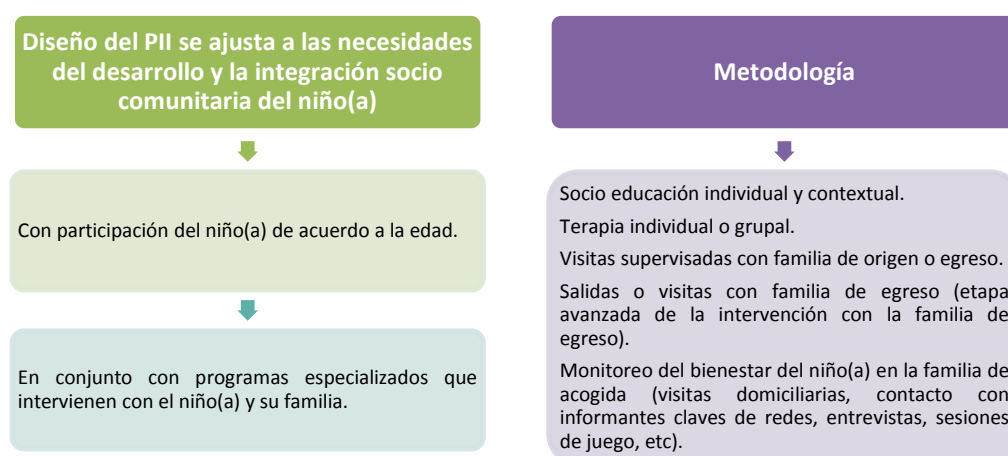 Diseño del PII se ajusta a las necesidades
del desarrollo y la integración socio
comunitaria del niño(a)
Con participación del niño(a) de acuerdo a la edad.
En conjunto con programas especializados que
intervienen con el niño(a) y su familia.
Metodología
Socio educación individual y contextual.
Terapia individual o grupal.
Visitas supervisadas con familia de origen o egreso.
Salidas o visitas con familia de egreso (etapa
avanzada de la intervención con la familia de
egreso).
Monitoreo del bienestar del niño(a) en la familia de
acogida (visitas domiciliarias, contacto con
informantes claves de redes, entrevistas, sesiones
de juego, etc).